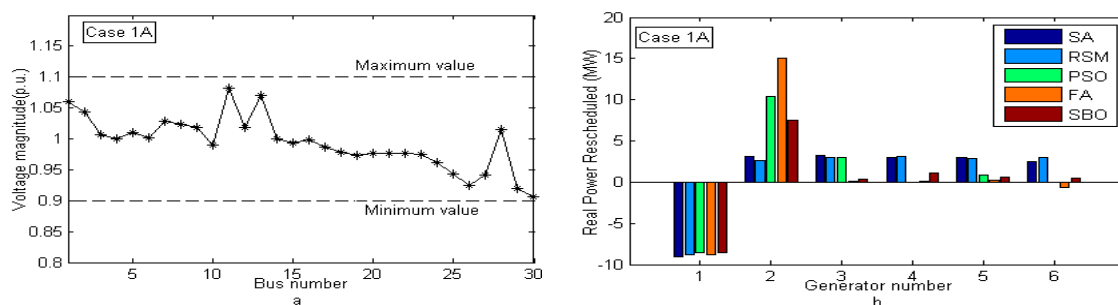 Case 1A
1.15
1.1
1.05
1
0.95
0.9
0.85
0.8
Voltage magnitude(p.u.)
Maximum value
Minimum value
5
10
15
20
25
30
Bus number
a
Case 1A
20
15
10
5
0
-5
-10
Real Power Rescheduled (MW)
SA
RSM
PSO
FA
SBO
1
2
3
4
5
6
Generator number